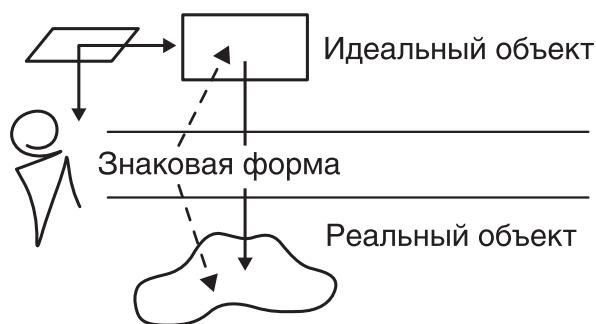 Идеальный объект
Знаковая форма
Реальный объект